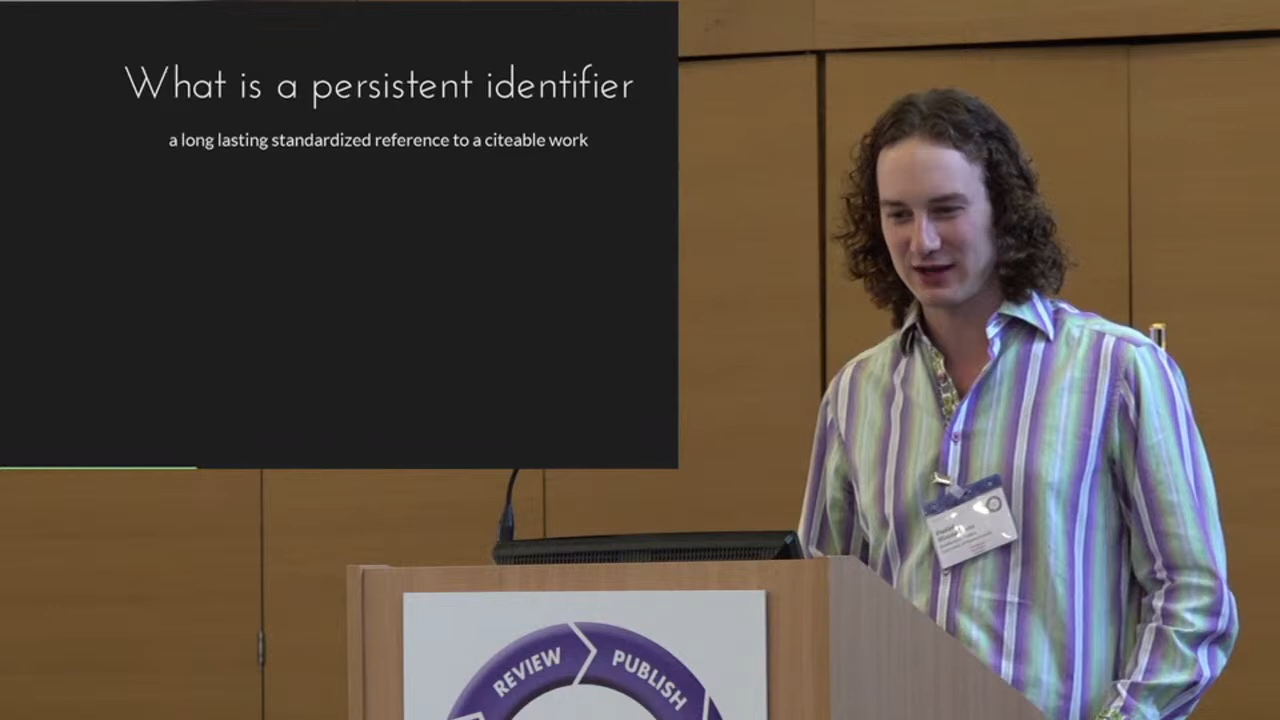 What is a persistent identifier
a long lasting standardized reference to a citeable work
REVIEW
PUBLISH